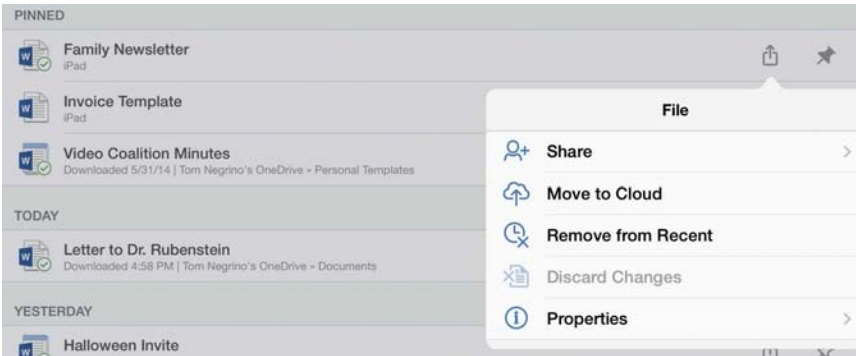 PINNED
Family Newsletter
iPad
Invoice Template
iPad
Video Coalition Minutes
Downloaded 5/31/14 | Tom Negrino's OneDrive » Personal Templates
TODAY
Letter to Dr. Rubenstein
Downloaded 4:58 PM | Tom Negrino's OneDrive » Documents
YESTERDAY
Halloween Invite
File
Share
Move to Cloud
Remove from Recent
Discard Changes
Properties